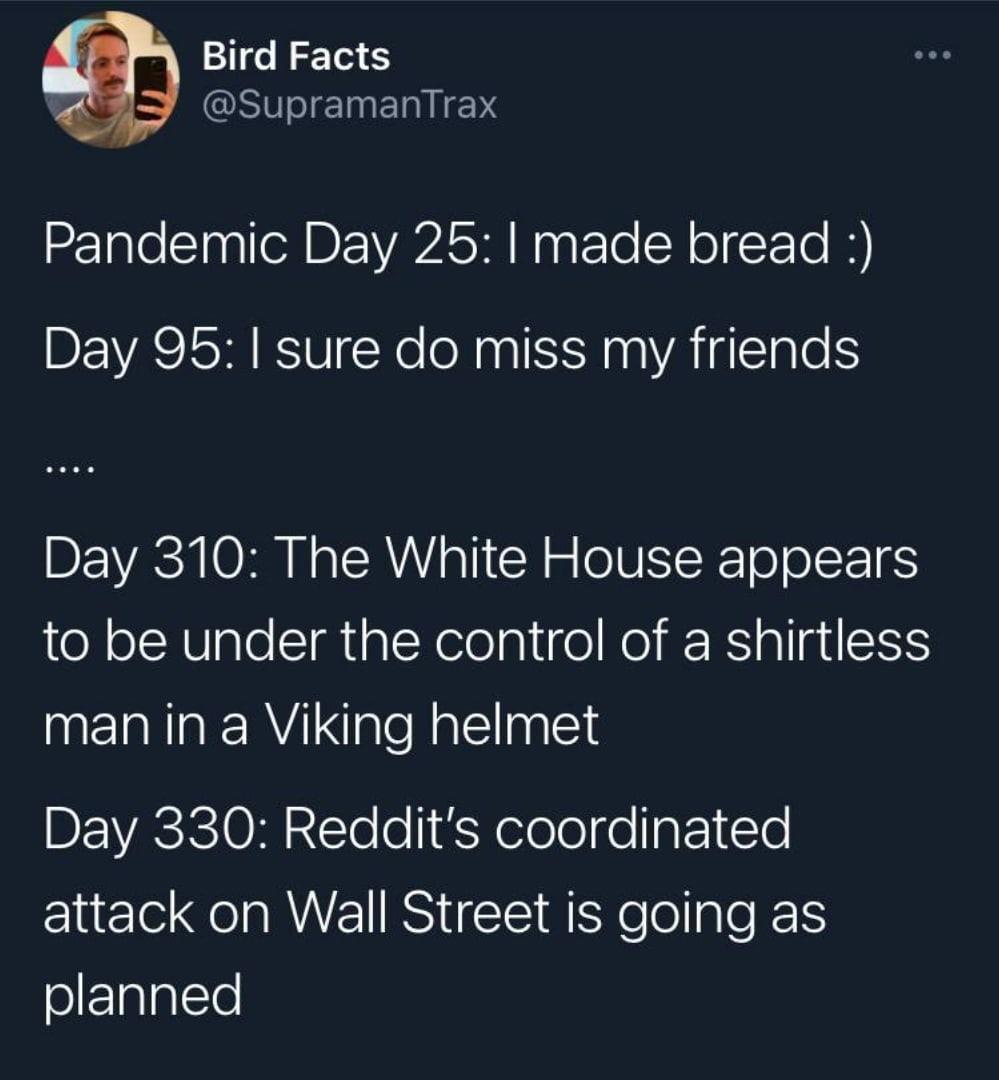 Bird Facts
@SupramanTrax
Pandemic Day 25: I made bread :)
Day 95: I sure do miss my friends
....
Day 310: The White House appears
to be under the control of a shirtless
man in a Viking helmet
Day 330: Reddit’s coordinated
attack on Wall Street is going as
planned